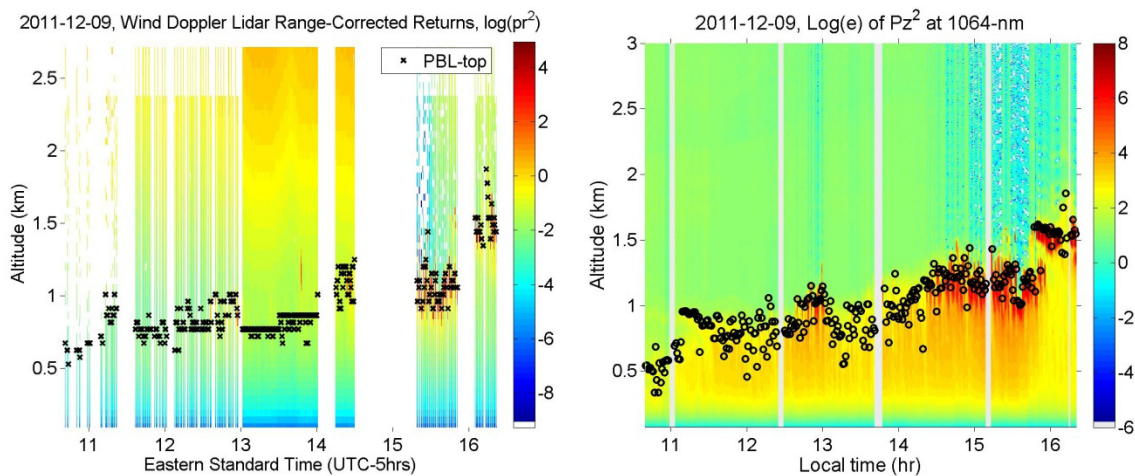 2011-12-09, Wind Doppler Lidar Range-Corrected Returns, log(pr²)
PBL-top
2.5
2
1.5
1
0.5
Altitude (km)
11 12 13 14 15 16
Eastern Standard Time (UTC-5hrs)
4
2
0
-2
-4
-6
-8
2011-12-09, Log(e) of Pz² at 1064-nm
3
2.5
2
1.5
1
0.5
Altitude (km)
11 12 13 14 15 16
Local time (hr)
8
6
4
2
0
-2
-4
-6